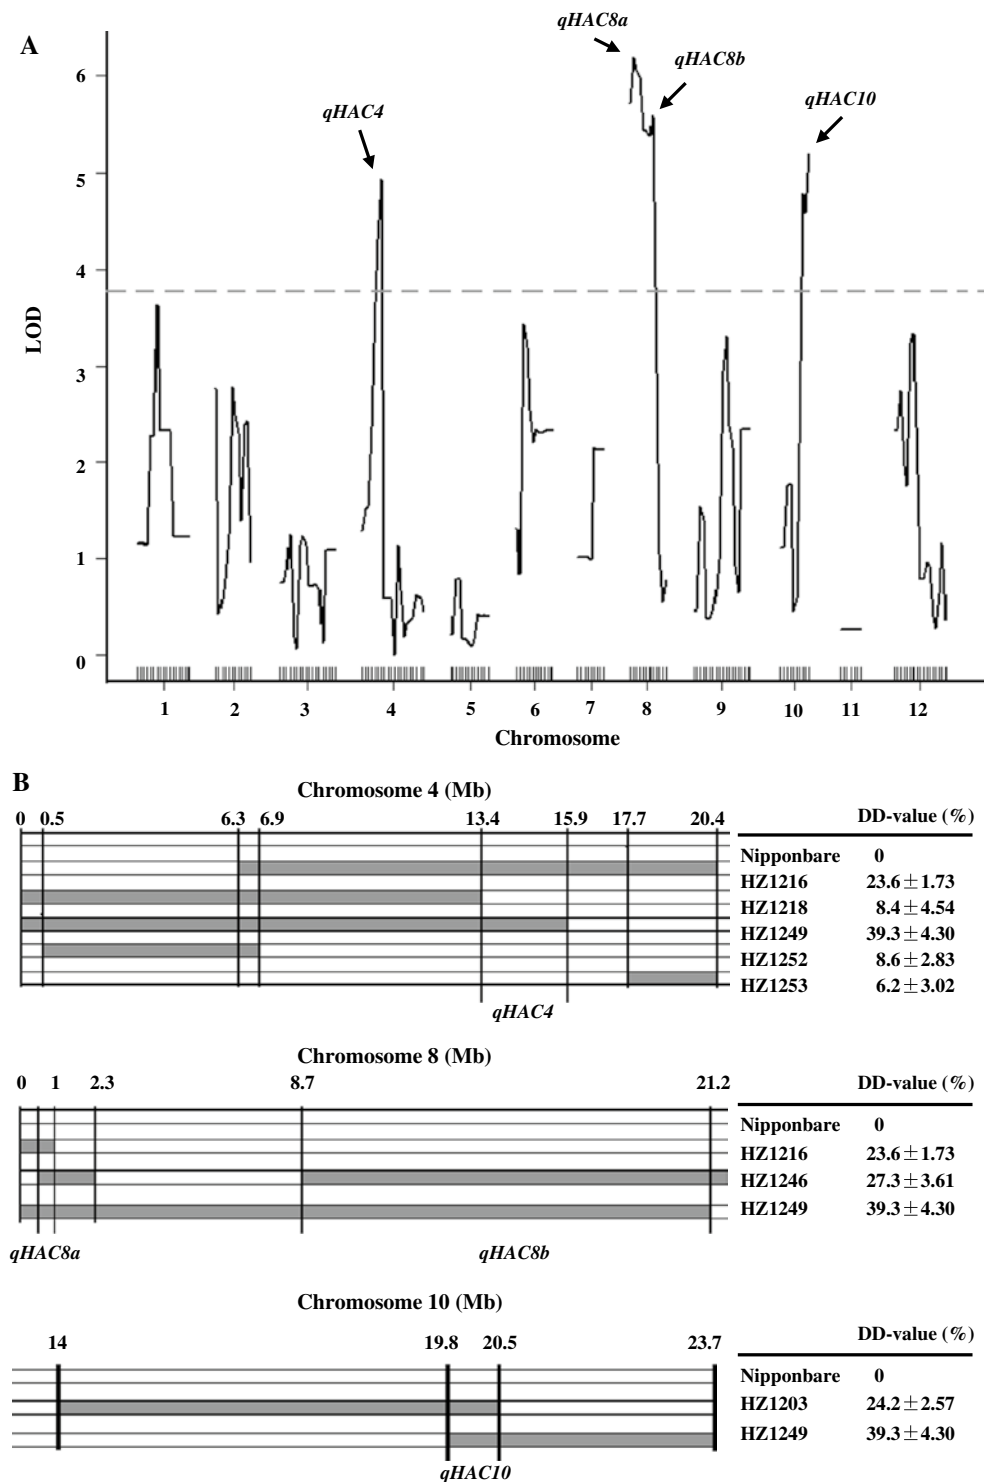 A
qHAC8a
qHAC8b
qHAC4
qHAC10
6
5
4
3
2
1
0
LOD
1 2 3 4 5 6 7 8 9 10 11 12
Chromosome
B
Chromosome 4 (Mb)
0 0.5 6.3 6.9 13.4 15.9 17.7 20.4
DD-value (%)
Nipponbare 0
HZ1216 23.6±1.73
HZ1218 8.4±4.54
HZ1249 39.3±4.30
HZ1252 8.6±2.83
HZ1253 6.2±3.02
qHAC4
Chromosome 8 (Mb)
0 1 2.3 8.7 21.2
DD-value (%)
Nipponbare 0
HZ1216 23.6±1.73
HZ1246 27.3±3.61
HZ1249 39.3±4.30
qHAC8a qHAC8b
Chromosome 10 (Mb)
14 19.8 20.5 23.7
DD-value (%)
Nipponbare 0
HZ1203 24.2±2.57
HZ1249 39.3±4.30
qHAC10